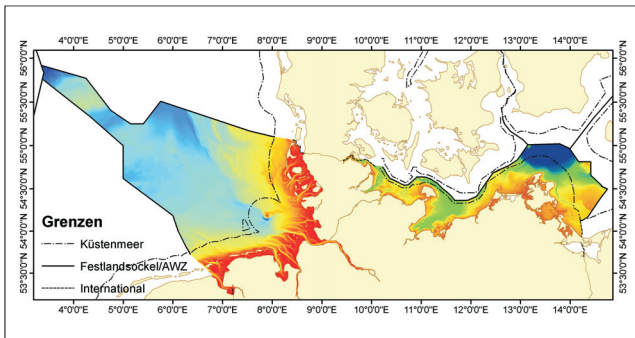 4°0'0"E 5°0'0"E 6°0'0"E 7°0'0"E 8°0'0"E 9°0'0"E 10°0'0"E 11°0'0"E 12°0'0"E 13°0'0"E 14°0'0"E
56°0'0"N 56°0'0"N
55°30'0"N 55°30'0"N
55°0'0"N 55°0'0"N
54°30'0"N 54°30'0"N
54°0'0"N 54°0'0"N
53°30'0"N 53°30'0"N
Grenzen
Küstenmeer
Festlandsockel/AWZ
International
4°0'0"E 5°0'0"E 6°0'0"E 7°0'0"E 8°0'0"E 9°0'0"E 10°0'0"E 11°0'0"E 12°0'0"E 13°0'0"E 14°0'0"E